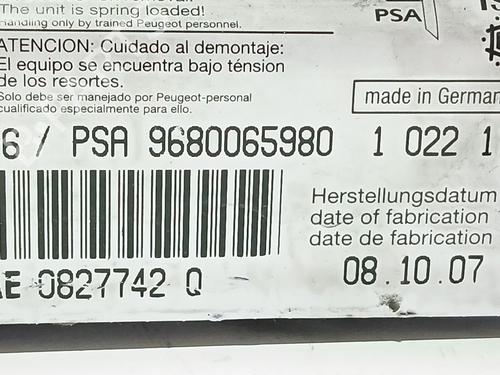 The unit is spring loaded!
Handling only by trained Peugeot personnel.
ATENCION: Cuidado al demontaje:
El equipo se encuentra bajo ténsion
de los resortes.
Solo debe ser manejado por Peugeot-personal
cualificado especialmente para ello.
PSA
made in German
6 / PSA 9680065980 1 022 1
Herstellungsdatum
date of fabrication
date de fabrication
08.10.07
AE 0827742 Q